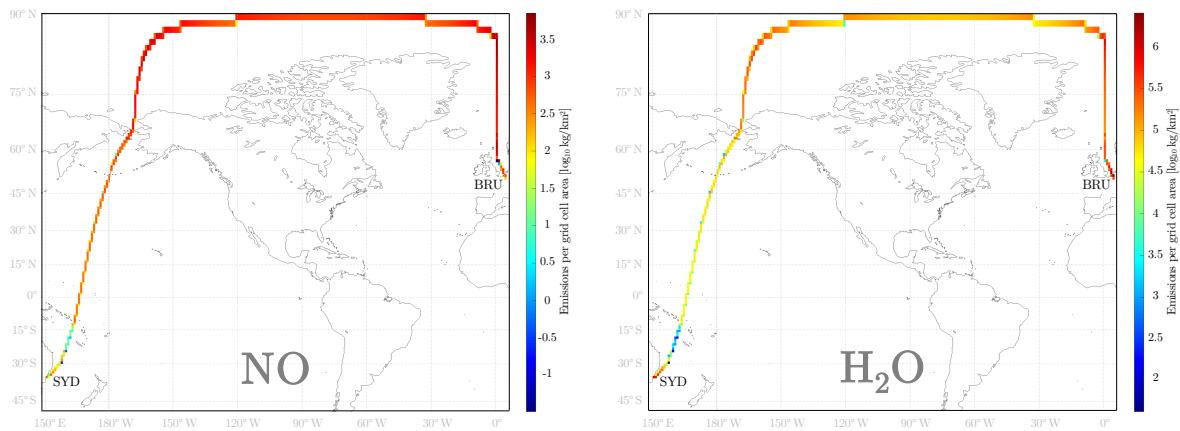 90° N
75° N
60° N
45° N
30° N
15° N
0°
15° S
30° S
45° S
150° E
180° W
150° W
120° W
90° W
60° W
30° W
0°
BRU
SYD
NO
3.5
3
2.5
2
1.5
1
0.5
0
-0.5
-1
Emissions per grid cell area [log₁₀ kg/km²]
90° N
75° N
60° N
45° N
30° N
15° N
0°
15° S
30° S
45° S
150° E
180° W
150° W
120° W
90° W
60° W
30° W
0°
BRU
SYD
H₂O
6
5.5
5
4.5
4
3.5
3
2.5
2
Emissions per grid cell area [log₁₀ kg/km²]